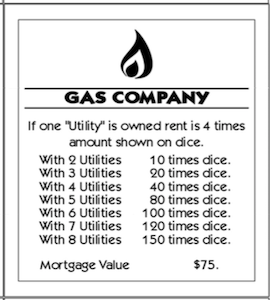 GAS COMPANY
If one "Utility" is owned rent is 4 times
amount shown on dice.
With 2 Utilities 10 times dice.
With 3 Utilities 20 times dice.
With 4 Utilities 40 times dice.
With 5 Utilities 80 times dice.
With 6 Utilities 100 times dice.
With 7 Utilities 120 times dice.
With 8 Utilities 150 times dice.
Mortgage Value $75.